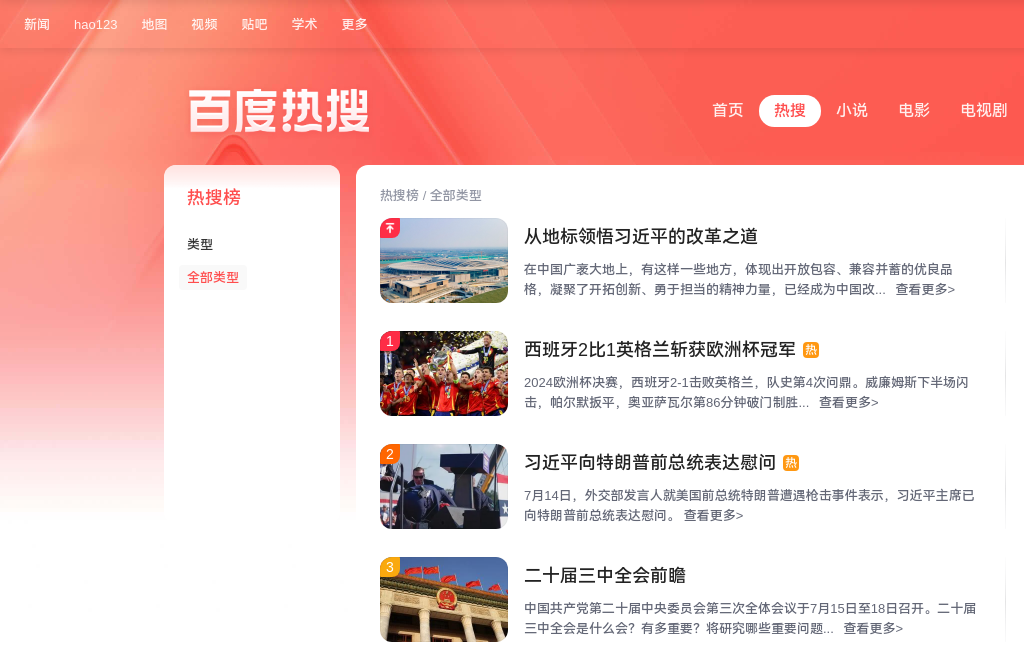 新闻 hao123 地图 视频 贴吧 学术 更多
百度热搜
首页 热搜 小说 电影 电视剧
热搜榜
类型
全部类型
热搜榜 / 全部类型
从地标领悟习近平的改革之道
在中国广袤大地上，有这样一些地方，体现出开放包容、兼容并蓄的优良品
格，凝聚了开拓创新、勇于担当的精神力量，已经成为中国改... 查看更多>
1
西班牙2比1英格兰斩获欧洲杯冠军 热
2024欧洲杯决赛，西班牙2-1击败英格兰，队史第4次问鼎。威廉姆斯下半场闪
击，帕尔默扳平，奥亚萨瓦尔第86分钟破门制胜... 查看更多>
2
习近平向特朗普前总统表达慰问 热
7月14日，外交部发言人就美国前总统特朗普遭遇枪击事件表示，习近平主席已
向特朗普前总统表达慰问。 查看更多>
3
二十届三中全会前瞻
中国共产党第二十届中央委员会第三次全体会议于7月15日至18日召开。二十届
三中全会是什么会？有多重要？将研究哪些重要问题... 查看更多>